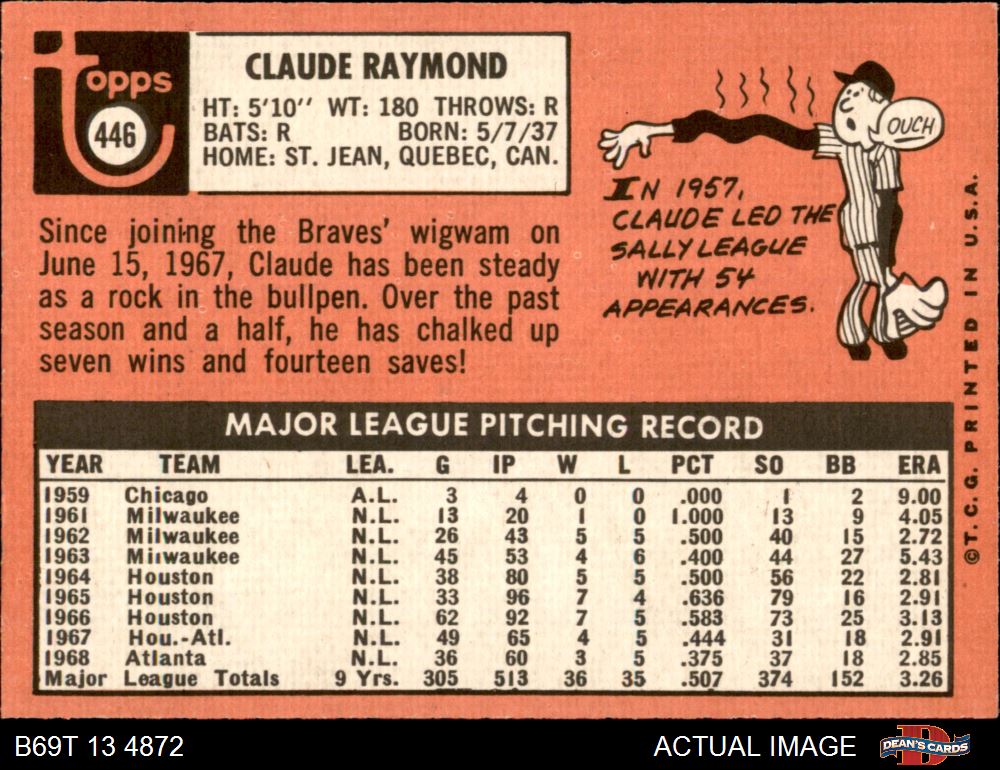 topps
446
CLAUDE RAYMOND
HT: 5'10'' WT: 180 THROWS: R
BATS: R BORN: 5/7/37
HOME: ST. JEAN, QUEBEC, CAN.
Since joining the Braves' wigwam on
June 15, 1967, Claude has been steady
as a rock in the bullpen. Over the past
season and a half, he has chalked up
seven wins and fourteen saves!
OUCH
IN 1957,
CLAUDE LED THE
SALLY LEAGUE
WITH 54
APPEARANCES.
MAJOR LEAGUE PITCHING RECORD
YEAR TEAM LEA. G IP W L PCT SO BB ERA
1959 Chicago A.L. 3 4 0 0 .000 1 2 9.00
1961 Milwaukee N.L. 13 20 1 0 1.000 13 9 4.05
1962 Milwaukee N.L. 26 43 5 5 .500 40 15 2.72
1963 Milwaukee N.L. 45 53 4 6 .400 44 27 5.43
1964 Houston N.L. 38 80 5 5 .500 56 22 2.81
1965 Houston N.L. 33 96 7 4 .636 79 16 2.91
1966 Houston N.L. 62 92 7 5 .583 73 25 3.13
1967 Hou.-Atl. N.L. 49 65 4 5 .444 31 18 2.91
1968 Atlanta N.L. 36 60 3 5 .375 37 18 2.85
Major League Totals 9 Yrs. 305 513 36 35 .507 374 152 3.26
©T.C.G. PRINTED IN U.S.A.
B69T 13 4872
ACTUAL IMAGE
DEAN'S CARDS